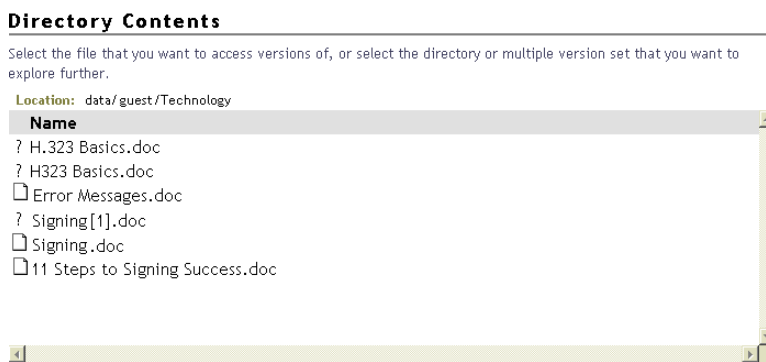 Directory Contents
Select the file that you want to access versions of, or select the directory or multiple version set that you want to
explore further.
Location: data/guest/Technology
Name
? H.323 Basics.doc
? H323 Basics.doc
Error Messages.doc
? Signing[1].doc
Signing.doc
11 Steps to Signing Success.doc